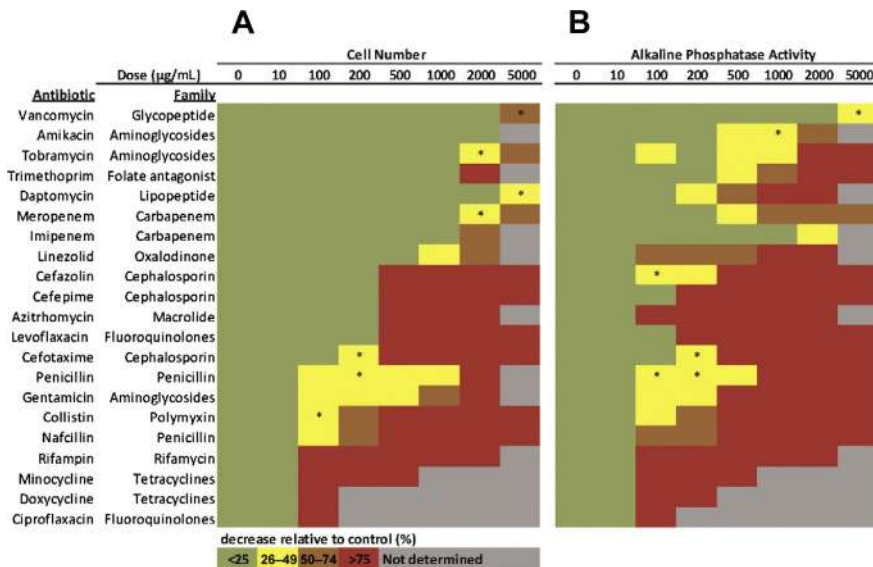 A B
Cell Number Alkaline Phosphatase Activity
Dose (µg/mL) 0 10 100 200 500 1000 2000 5000 0 10 100 200 500 1000 2000 5000
Antibiotic Family
Vancomycin Glycopeptide * *
Amikacin Aminoglycosides *
Tobramycin Aminoglycosides *
Trimethoprim Folate antagonist
Daptomycin Lipopeptide *
Meropenem Carbapenem *
Imipenem Carbapenem
Linezolid Oxalodinone
Cefazolin Cephalosporin *
Cefepime Cephalosporin
Azitrhomycin Macrolide
Levoflaxacin Fluoroquinolones
Cefotaxime Cephalosporin * *
Penicillin Penicillin * * *
Gentamicin Aminoglycosides
Collistin Polymyxin *
Nafcillin Penicillin
Rifampin Rifamycin
Minocycline Tetracyclines
Doxycycline Tetracyclines
Ciproflaxacin Fluoroquinolones
decrease relative to control (%)
<25 26–49 50–74 >75 Not determined